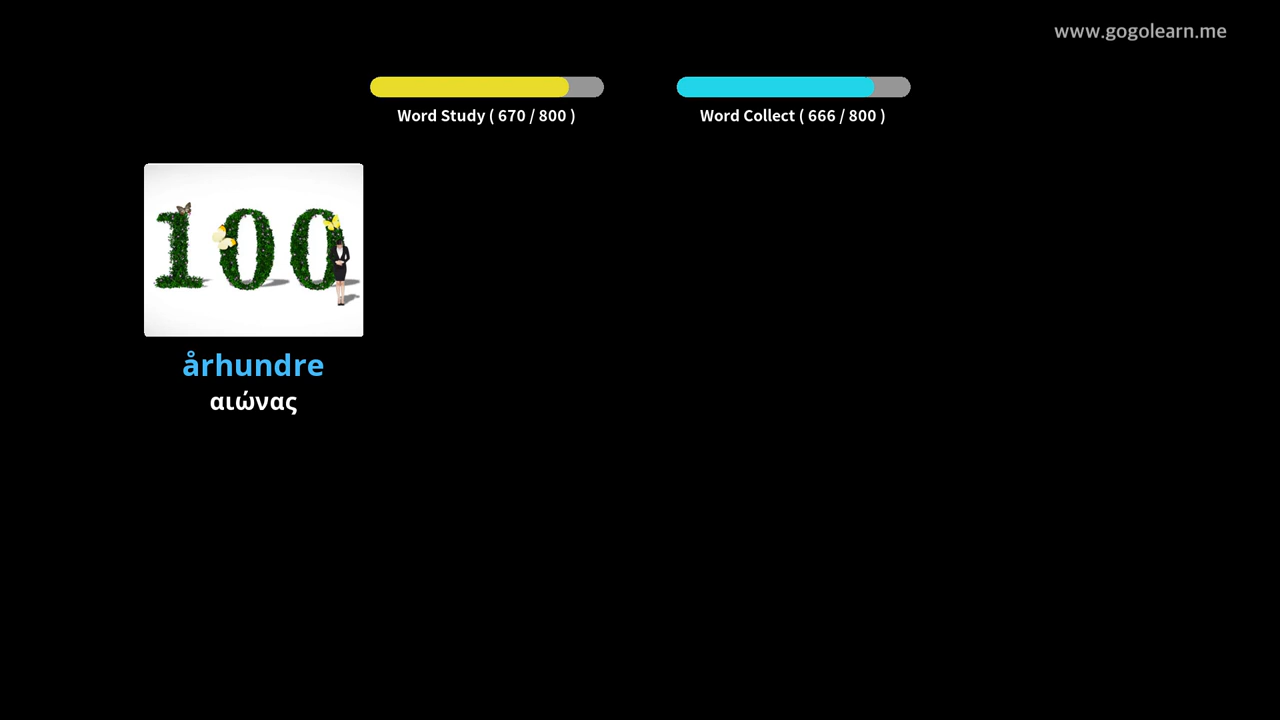 www.gogolearn.me
Word Study ( 670 / 800 )
Word Collect ( 666 / 800 )
100
århundre
αιώνας